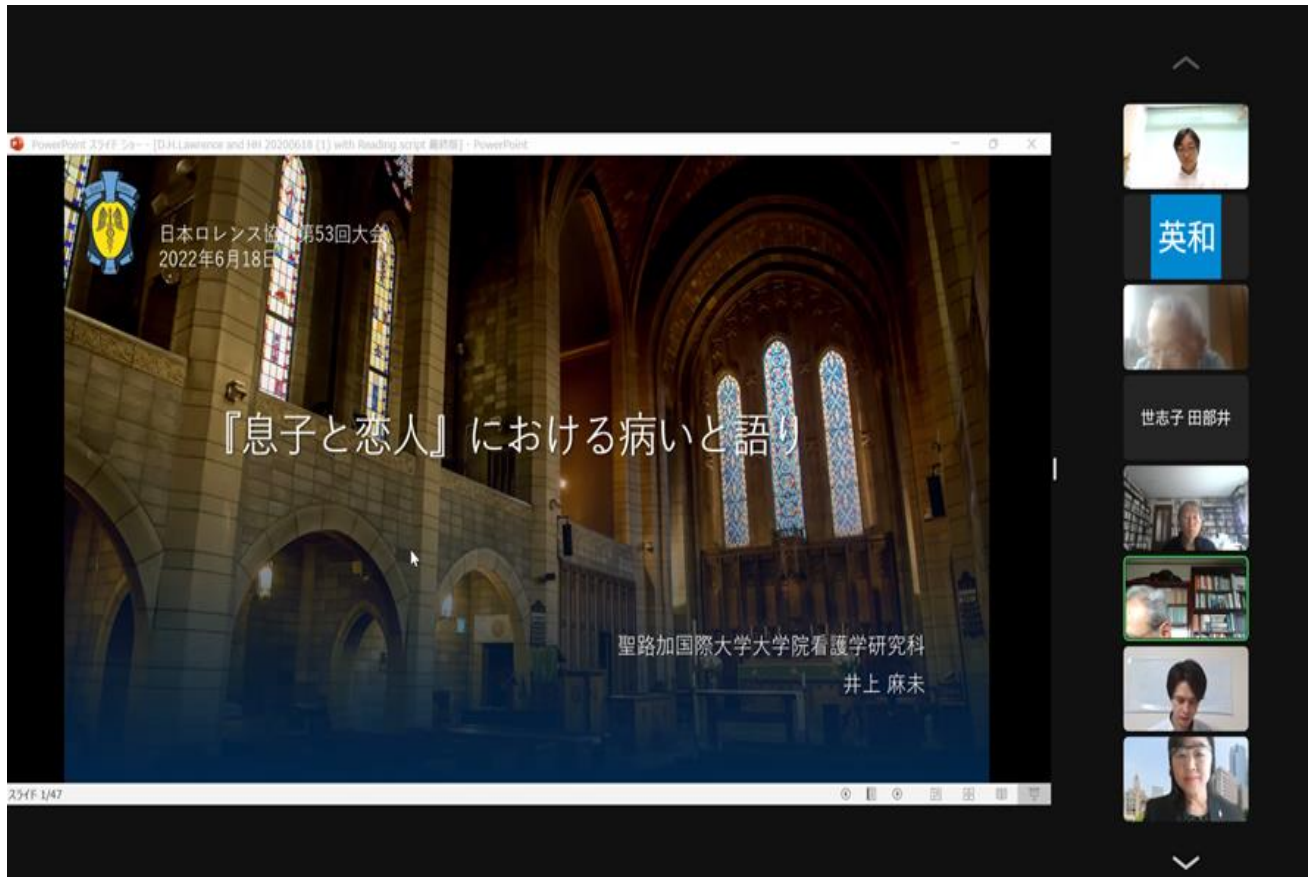 PowerPoint スライド ショー - [D.H.Lawrence and HH 20200618 (1) with Reading script 最終版] - PowerPoint
日本ロレンス協 第53回大会
2022年6月18日
『息子と恋人』における病いと語り
聖路加国際大学大学院看護学研究科
井上 麻未
スライド 1/47
英和
世志子 田部井